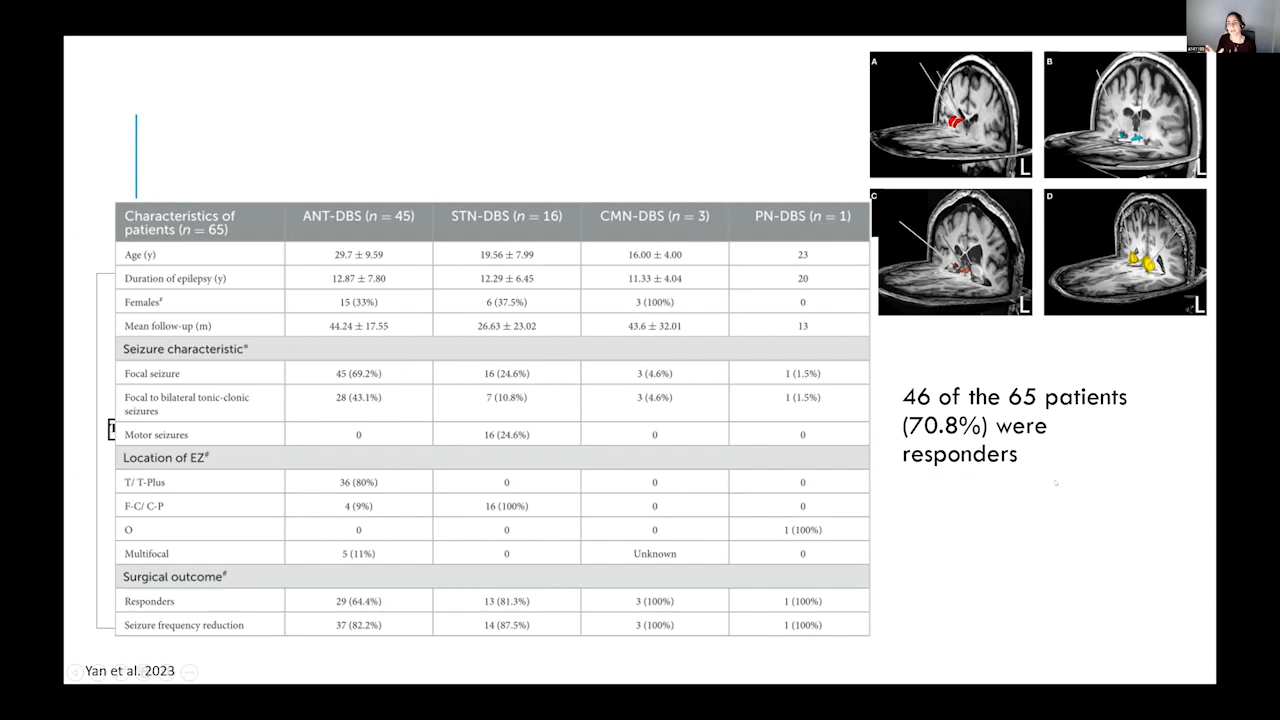 A
B
L
L
C
D
L
L
Characteristics of patients (n = 65) ANT-DBS (n = 45) STN-DBS (n = 16) CMN-DBS (n = 3) PN-DBS (n = 1)
Age (y) 29.7 ± 9.59 19.56 ± 7.99 16.00 ± 4.00 23
Duration of epilepsy (y) 12.87 ± 7.80 12.29 ± 6.45 11.33 ± 4.04 20
Females# 15 (33%) 6 (37.5%) 3 (100%) 0
Mean follow-up (m) 44.24 ± 17.55 26.63 ± 23.02 43.6 ± 32.01 13
Seizure characteristic*
Focal seizure 45 (69.2%) 16 (24.6%) 3 (4.6%) 1 (1.5%)
Focal to bilateral tonic-clonic seizures 28 (43.1%) 7 (10.8%) 3 (4.6%) 1 (1.5%)
Motor seizures 0 16 (24.6%) 0 0
Location of EZ#
T/ T-Plus 36 (80%) 0 0 0
F-C/ C-P 4 (9%) 16 (100%) 0 0
O 0 0 0 1 (100%)
Multifocal 5 (11%) 0 Unknown 0
Surgical outcome#
Responders 29 (64.4%) 13 (81.3%) 3 (100%) 1 (100%)
Seizure frequency reduction 37 (82.2%) 14 (87.5%) 3 (100%) 1 (100%)
46 of the 65 patients
(70.8%) were
responders
Yan et al. 2023